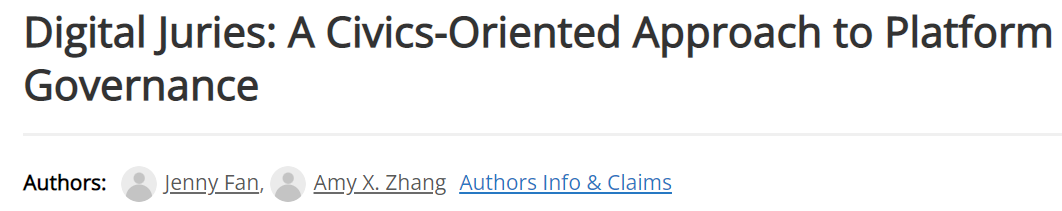 Digital Juries: A Civics-Oriented Approach to Platform
Governance
Authors: Jenny Fan, Amy X. Zhang Authors Info & Claims